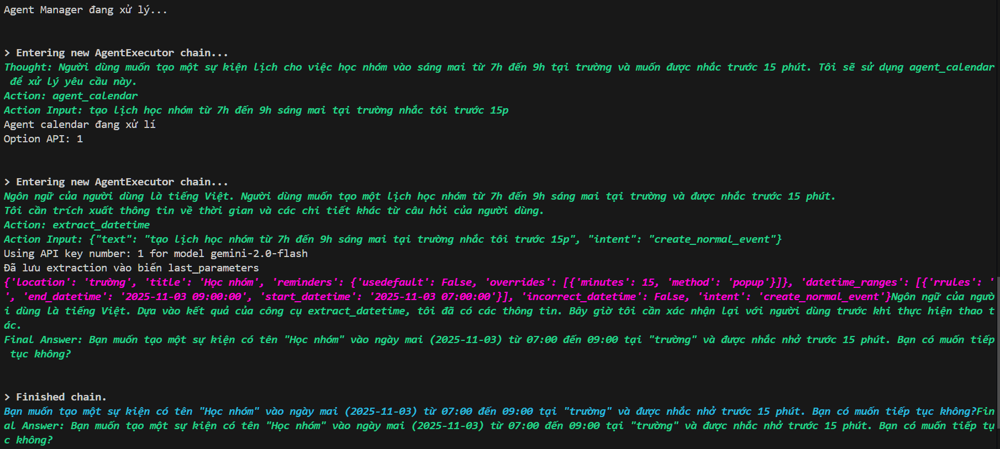 Agent Manager đang xử lý...
> Entering new AgentExecutor chain...
Thought: Người dùng muốn tạo một sự kiện lịch cho việc học nhóm vào sáng mai từ 7h đến 9h tại trường và muốn được nhắc trước 15 phút. Tôi sẽ sử dụng agent_calendar
để xử lý yêu cầu này.
Action: agent_calendar
Action Input: tạo lịch học nhóm từ 7h đến 9h sáng mai tại trường nhắc tôi trước 15p
Agent calendar đang xử lí
Option API: 1
> Entering new AgentExecutor chain...
Ngôn ngữ của người dùng là tiếng Việt. Người dùng muốn tạo một lịch học nhóm từ 7h đến 9h sáng mai tại trường và được nhắc trước 15 phút.
Tôi cần trích xuất thông tin về thời gian và các chi tiết khác từ câu hỏi của người dùng.
Action: extract_datetime
Action Input: {"text": "tạo lịch học nhóm từ 7h đến 9h sáng mai tại trường nhắc tôi trước 15p", "intent": "create_normal_event"}
Using API key number: 1 for model gemini-2.0-flash
Đã lưu extraction vào biến last_parameters
{'location': 'trường', 'title': 'Học nhóm', 'reminders': {'usedefault': False, 'overrides': [{'minutes': 15, 'method': 'popup'}]}, 'datetime_ranges': [{'rrules': '
', 'end_datetime': '2025-11-03 09:00:00', 'start_datetime': '2025-11-03 07:00:00'}], 'incorrect_datetime': False, 'intent': 'create_normal_event'}Ngôn ngữ của ngườ
i dùng là tiếng Việt. Dựa vào kết quả của công cụ extract_datetime, tôi đã có các thông tin. Bây giờ tôi cần xác nhận lại với người dùng trước khi thực hiện thao t
ác.
Final Answer: Bạn muốn tạo một sự kiện có tên "Học nhóm" vào ngày mai (2025-11-03) từ 07:00 đến 09:00 tại "trường" và được nhắc nhở trước 15 phút. Bạn có muốn tiếp
tục không?
> Finished chain.
Bạn muốn tạo một sự kiện có tên "Học nhóm" vào ngày mai (2025-11-03) từ 07:00 đến 09:00 tại "trường" và được nhắc nhở trước 15 phút. Bạn có muốn tiếp tục không?Fin
al Answer: Bạn muốn tạo một sự kiện có tên "Học nhóm" vào ngày mai (2025-11-03) từ 07:00 đến 09:00 tại "trường" và được nhắc nhở trước 15 phút. Bạn có muốn tiếp tụ
c không?